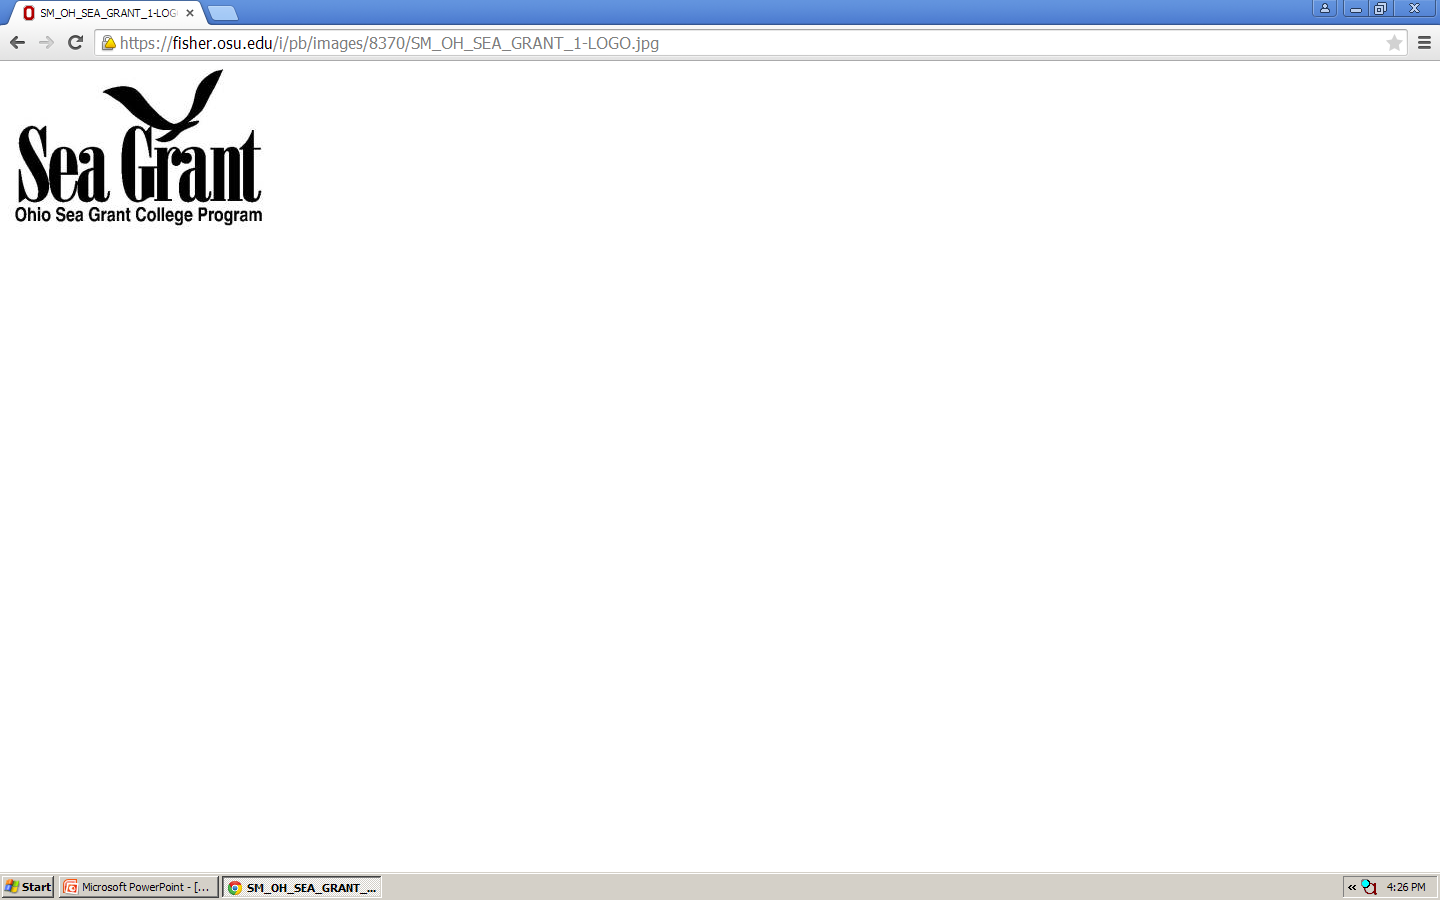 SM_OH_SEA_GRANT_1-LOG
https://fisher.osu.edu/i/pb/images/8370/SM_OH_SEA_GRANT_1-LOGO.jpg
Sea Grant
Ohio Sea Grant College Program
Start
Microsoft PowerPoint - [...
SM_OH_SEA_GRANT_...
4:26 PM